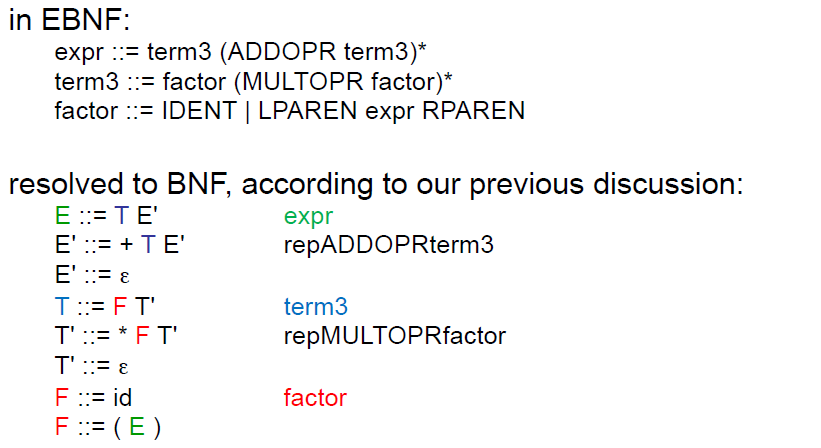 in EBNF:
expr ::= term3 (ADDOPR term3)*
term3 ::= factor (MULTOPR factor)*
factor ::= IDENT | LPAREN expr RPAREN
resolved to BNF, according to our previous discussion:
E ::= T E' expr
E' ::= + T E' repADDOPRterm3
E' ::= ε
T ::= F T' term3
T' ::= * F T' repMULTOPRfactor
T' ::= ε
F ::= id factor
F ::= ( E )